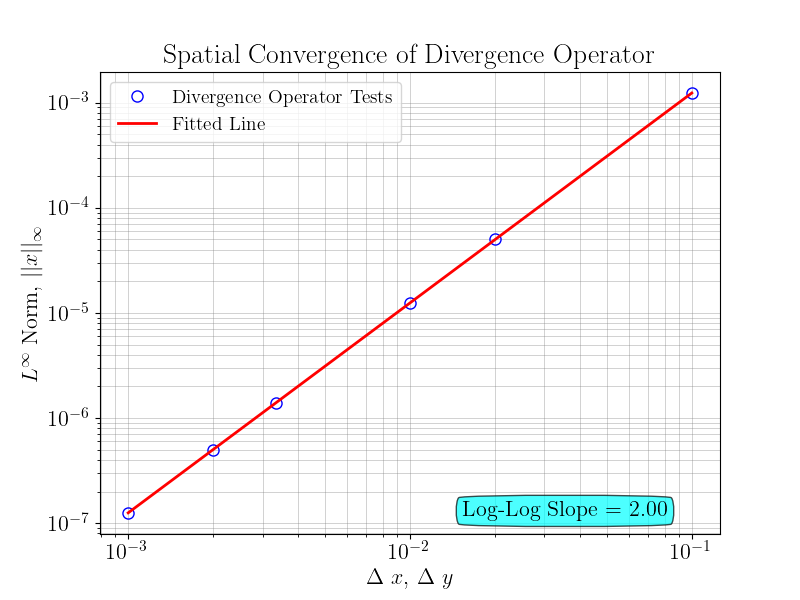 Spatial Convergence of Divergence Operator
Divergence Operator Tests
Fitted Line
10⁻³
10⁻⁴
10⁻⁵
10⁻⁶
10⁻⁷
L^∞ Norm, ||x||_∞
Log-Log Slope = 2.00
10⁻³ 10⁻² 10⁻¹
Δ x, Δ y